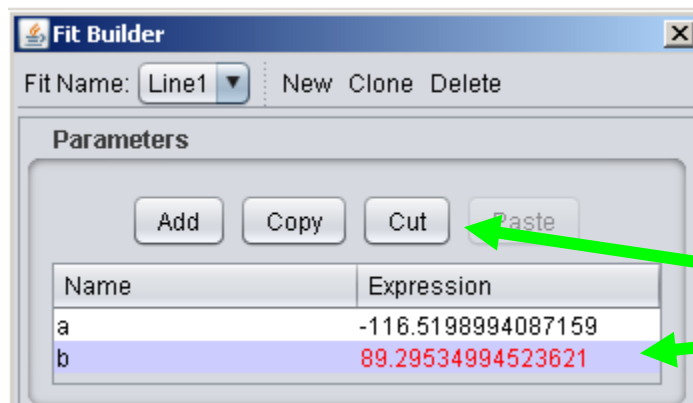 Fit Builder
Fit Name: Line1 New Clone Delete
Parameters
Add Copy Cut Paste
Name Expression
a -116.5198994087159
b 89.29534994523621